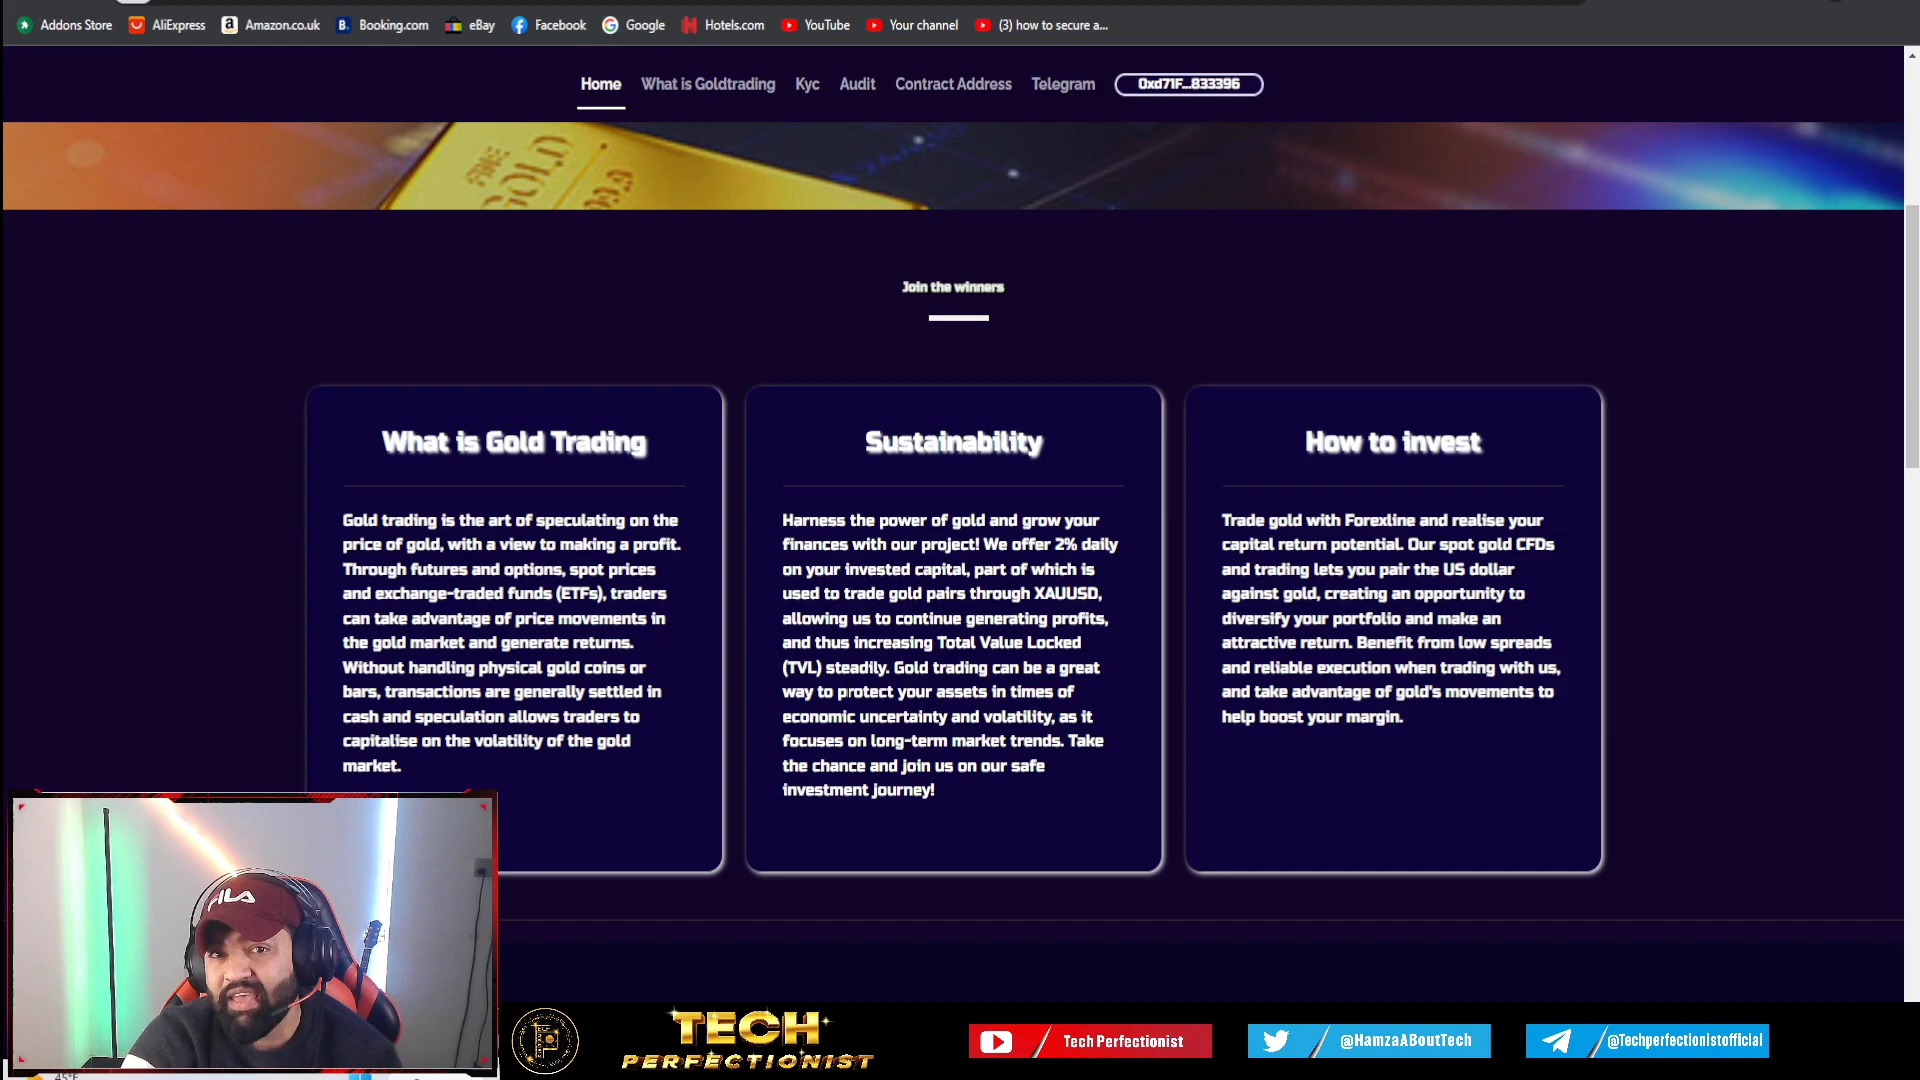 Addons Store AliExpress Amazon.co.uk Booking.com eBay Facebook Google Hotels.com YouTube Your channel (3) how to secure a...
Home What is Goldtrading Kyc Audit Contract Address Telegram 0xd71F...833396
GOLD
Join the winners
What is Gold Trading
Gold trading is the art of speculating on the
price of gold, with a view to making a profit.
Through futures and options, spot prices
and exchange-traded funds (ETFs), traders
can take advantage of price movements in
the gold market and generate returns.
Without handling physical gold coins or
bars, transactions are generally settled in
cash and speculation allows traders to
capitalise on the volatility of the gold
market.
Sustainability
Harness the power of gold and grow your
finances with our project! We offer 2% daily
on your invested capital, part of which is
used to trade gold pairs through XAUUSD,
allowing us to continue generating profits,
and thus increasing Total Value Locked
(TVL) steadily. Gold trading can be a great
way to protect your assets in times of
economic uncertainty and volatility, as it
focuses on long-term market trends. Take
the chance and join us on our safe
investment journey!
How to invest
Trade gold with Forexline and realise your
capital return potential. Our spot gold CFDs
and trading lets you pair the US dollar
against gold, creating an opportunity to
diversify your portfolio and make an
attractive return. Benefit from low spreads
and reliable execution when trading with us,
and take advantage of gold's movements to
help boost your margin.
FILA
TECH
PERFECTIONIST
Tech Perfectionist
@HamzaABoutTech
@Techperfectionistofficial
45°F